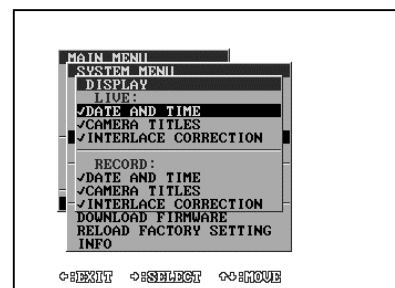 MAIN MENU
SYSTEM MENU
DISPLAY
LIVE:
✓DATE AND TIME
✓CAMERA TITLES
✓INTERLACE CORRECTION
RECORD:
✓DATE AND TIME
✓CAMERA TITLES
✓INTERLACE CORRECTION
DOWNLOAD FIRMWARE
RELOAD FACTORY SETTING
INFO
:EXIT :SELECT :MOVE